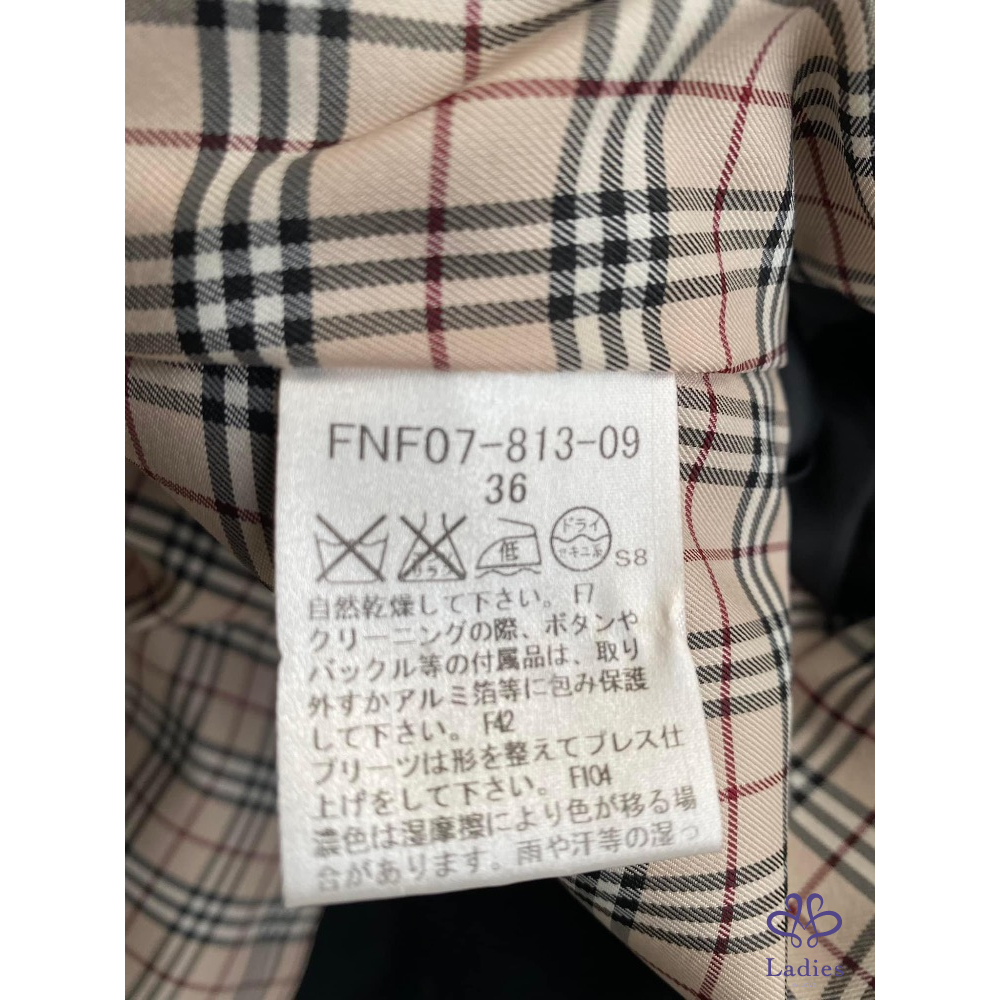 FNF07-813-09
36
エンソサラシ
低
ドライ
セキユ系
S8
自然乾燥して下さい。 F7
クリーニングの際、ボタンや
バックル等の付属品は、取り
外すかアルミ箔等に包み保護
して下さい。 F42
プリーツは形を整えてプレス仕
上げをして下さい。 F104
濃色は湿摩擦により色が移る場
合があります。雨や汗等の湿っ
Ladies